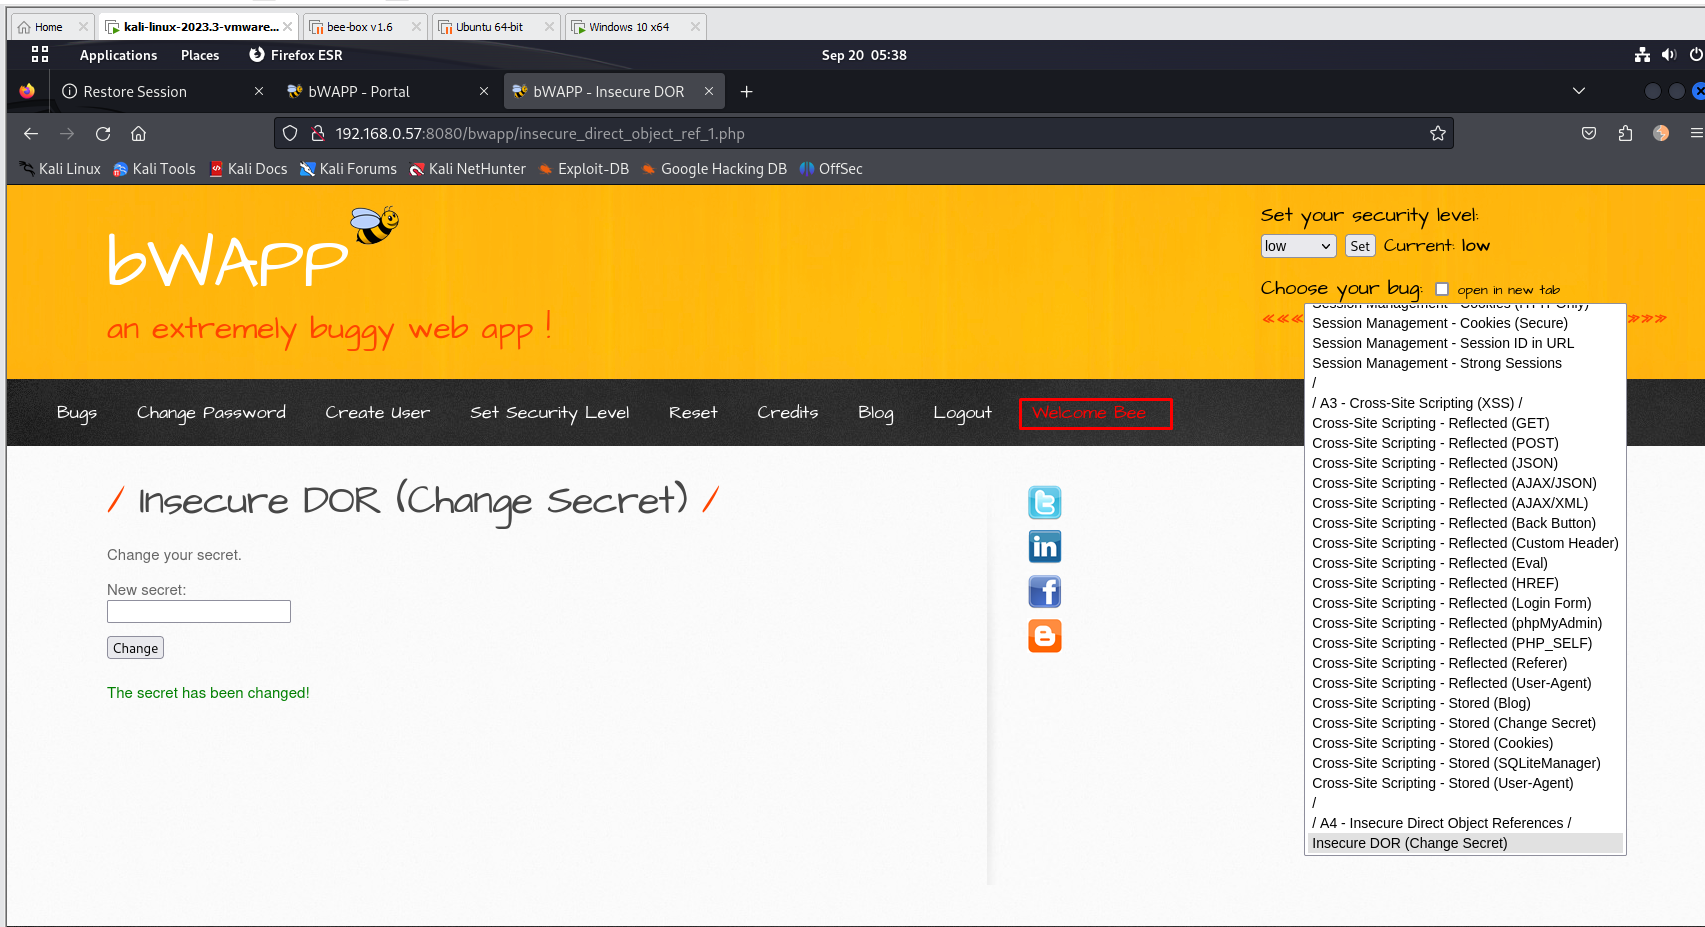 Home
kali-linux-2023.3-vmware...
bee-box v1.6
Ubuntu 64-bit
Windows 10 x64
Applications Places Firefox ESR Sep 20 05:38
Restore Session
bWAPP - Portal
bWAPP - Insecure DOR
192.168.0.57:8080/bwapp/insecure_direct_object_ref_1.php
Kali Linux Kali Tools Kali Docs Kali Forums Kali NetHunter Exploit-DB Google Hacking DB OffSec
bWAPP
an extremely buggy web app !
Set your security level:
low Set Current: low
Choose your bug: open in new tab
Session Management - Cookies (HTTPOnly)
Session Management - Cookies (Secure)
Session Management - Session ID in URL
Session Management - Strong Sessions
/
/ A3 - Cross-Site Scripting (XSS) /
Cross-Site Scripting - Reflected (GET)
Cross-Site Scripting - Reflected (POST)
Cross-Site Scripting - Reflected (JSON)
Cross-Site Scripting - Reflected (AJAX/JSON)
Cross-Site Scripting - Reflected (AJAX/XML)
Cross-Site Scripting - Reflected (Back Button)
Cross-Site Scripting - Reflected (Custom Header)
Cross-Site Scripting - Reflected (Eval)
Cross-Site Scripting - Reflected (HREF)
Cross-Site Scripting - Reflected (Login Form)
Cross-Site Scripting - Reflected (phpMyAdmin)
Cross-Site Scripting - Reflected (PHP_SELF)
Cross-Site Scripting - Reflected (Referer)
Cross-Site Scripting - Reflected (User-Agent)
Cross-Site Scripting - Stored (Blog)
Cross-Site Scripting - Stored (Change Secret)
Cross-Site Scripting - Stored (Cookies)
Cross-Site Scripting - Stored (SQLiteManager)
Cross-Site Scripting - Stored (User-Agent)
/
/ A4 - Insecure Direct Object References /
Insecure DOR (Change Secret)
Bugs Change Password Create User Set Security Level Reset Credits Blog Logout Welcome Bee
/ Insecure DOR (Change Secret) /
Change your secret.
New secret:
Change
The secret has been changed!